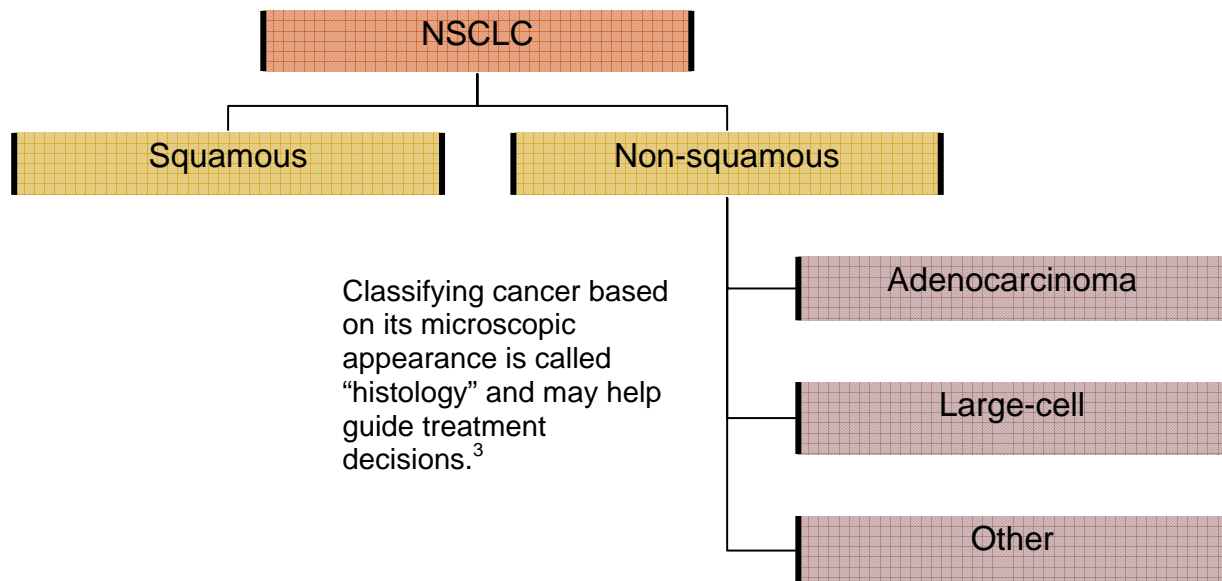 NSCLC
Squamous
Non-squamous
Classifying cancer based
on its microscopic
appearance is called
“histology” and may help
guide treatment
decisions.3
Adenocarcinoma
Large-cell
Other